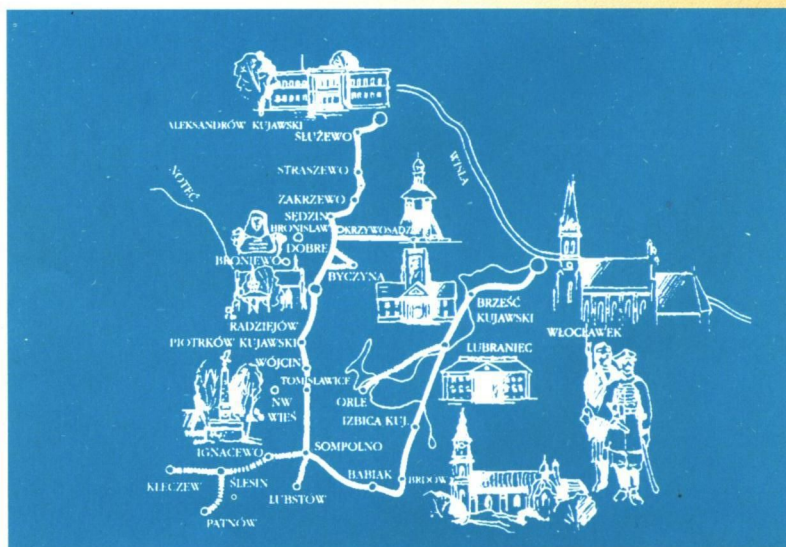 ALEKSANDRÓW KUJAWSKI
SŁUŻEWO
STRASZEWO
NOTEĆ
WISŁA
ZAKRZEWO
SĘDZIN
BRONISŁAW
KRZYWOSĄDZ
DOBRE
BRONIEWO
BYCZYNA
RADZIEJÓW
BRZEŚĆ
KUJAWSKI
PIOTRKÓW KUJAWSKI
WŁOCŁAWEK
LUBRANIEC
WÓJCIN
TOMISŁAWICE
NW
WIEŚ
ORLE
IZBICA KUJ.
IGNACEWO
SOMPOLNO
KLECZEW
ŚLESIN
BABIAK
BRDÓW
LUBSTÓW
PĄTNÓW